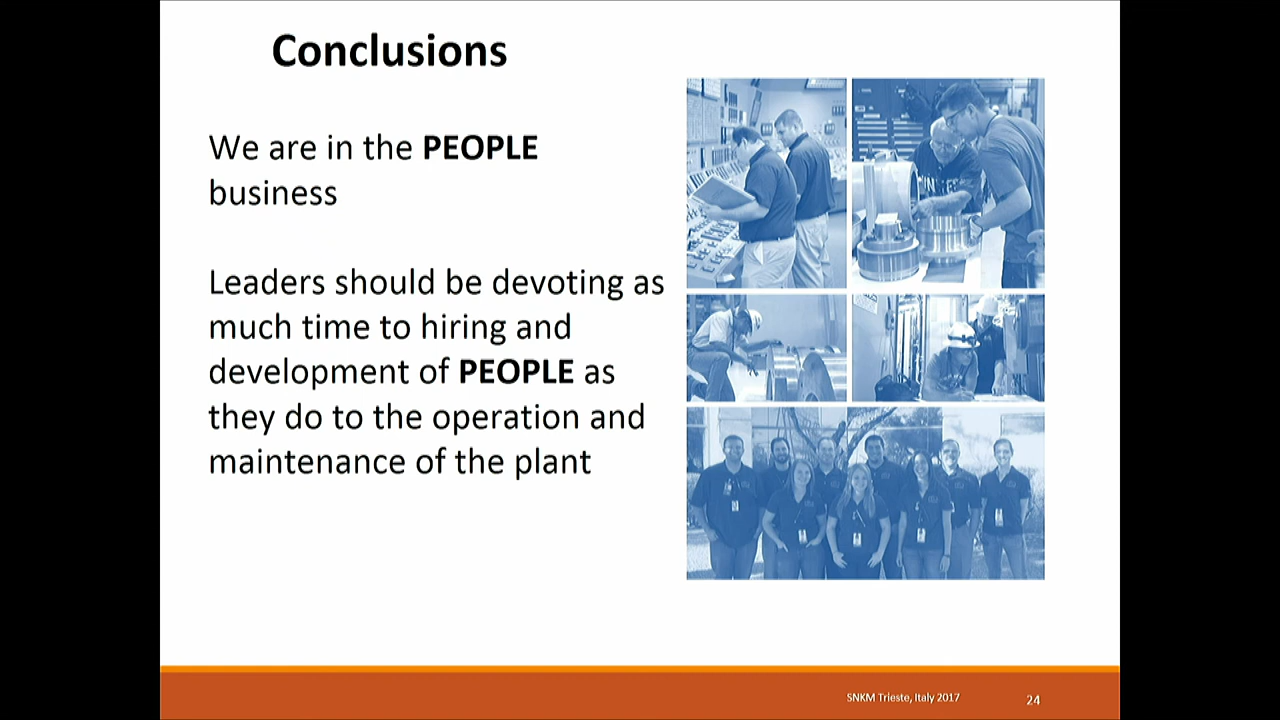 Conclusions
We are in the PEOPLE
business
Leaders should be devoting as
much time to hiring and
development of PEOPLE as
they do to the operation and
maintenance of the plant
SNKM Trieste, Italy 2017
24